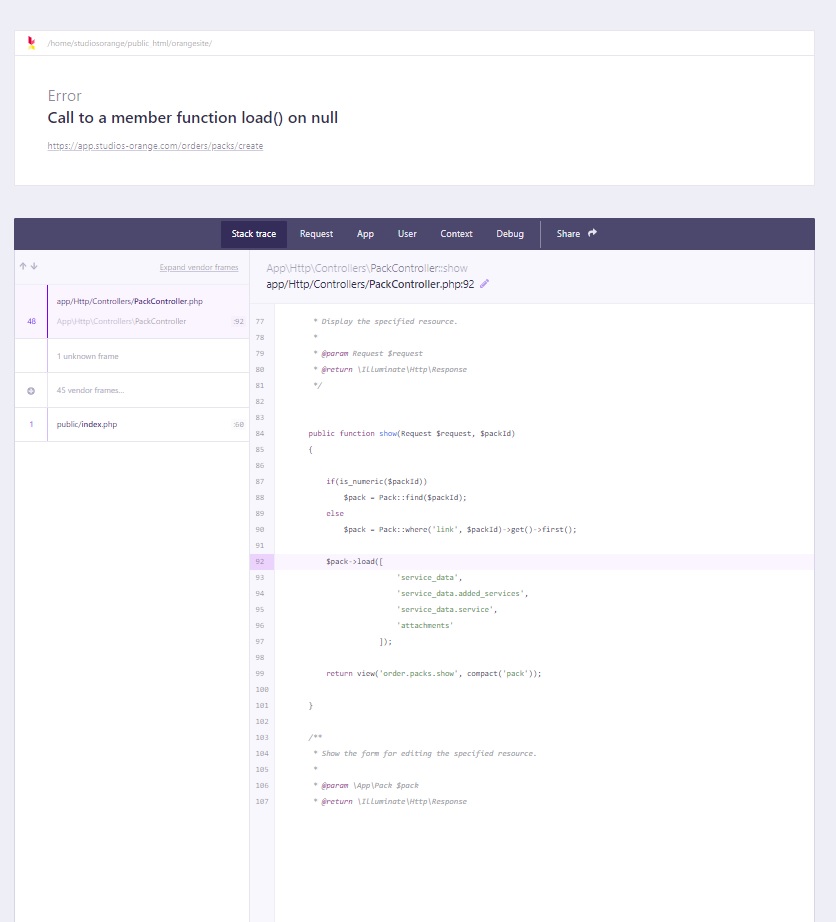 /home/studiosorange/public_html/orangesite/
Error
Call to a member function load() on null
https://app.studios-orange.com/orders/packs/create
Stack trace Request App User Context Debug Share
Expand vendor frames
48 app/Http/Controllers/PackController.php
App\Http\Controllers\PackController :92
1 unknown frame
45 vendor frames...
1 public/index.php :60
App\Http\Controllers\PackController::show
app/Http/Controllers/PackController.php:92
77 * Display the specified resource.
78 *
79 * @param Request $request
80 * @return \Illuminate\Http\Response
81 */
82
83
84 public function show(Request $request, $packId)
85 {
86
87 if(is_numeric($packId))
88 $pack = Pack::find($packId);
89 else
90 $pack = Pack::where('link', $packId)->get()->first();
91
92 $pack->load([
93 'service_data',
94 'service_data.added_services',
95 'service_data.service',
96 'attachments'
97 ]);
98
99 return view('order.packs.show', compact('pack'));
100
101 }
102
103 /**
104 * Show the form for editing the specified resource.
105 *
106 * @param \App\Pack $pack
107 * @return \Illuminate\Http\Response